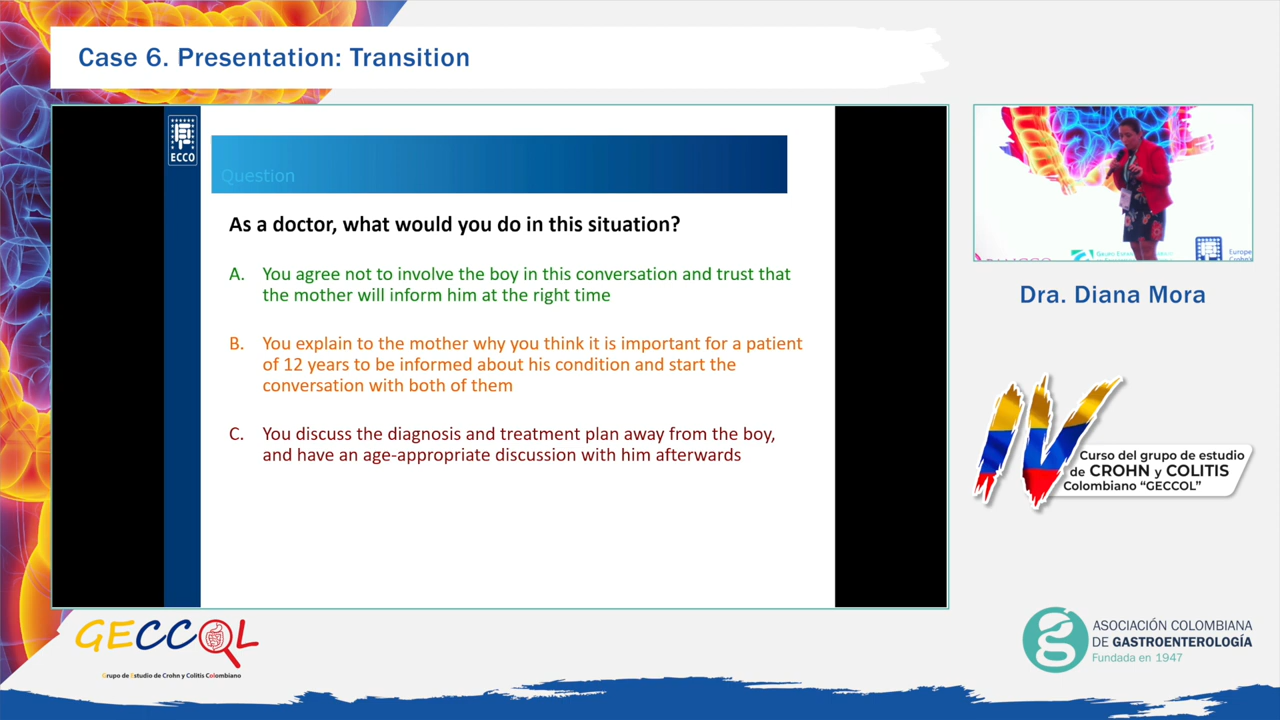 Case 6. Presentation: Transition
ECCO
Question
As a doctor, what would you do in this situation?
A. You agree not to involve the boy in this conversation and trust that
the mother will inform him at the right time
B. You explain to the mother why you think it is important for a patient
of 12 years to be informed about his condition and start the
conversation with both of them
C. You discuss the diagnosis and treatment plan away from the boy,
and have an age-appropriate discussion with him afterwards
Europe
Crohn's
Dra. Diana Mora
IV
Curso del grupo de estudio
de CROHN y COLITIS
Colombiano "GECCOL"
GECCOL
Grupo de Estudio de Crohn y Colitis Colombiano
ASOCIACIÓN COLOMBIANA
DE GASTROENTEROLOGÍA
Fundada en 1947